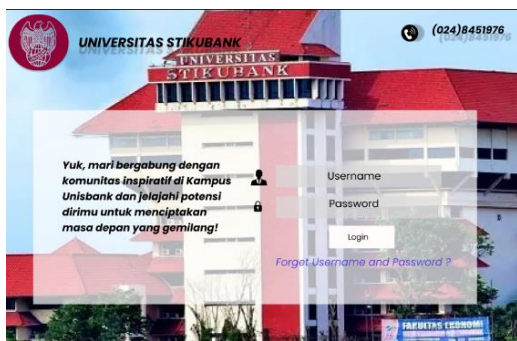 UNIVERSITAS STIKUBANK
(024)8451976
UNIVERSITAS
STIKUBANK
Yuk, mari bergabung dengan
komunitas inspiratif di Kampus
Unisbank dan jelajahi potensi
dirimu untuk menciptakan
masa depan yang gemilang!
Username
Password
Login
Forget Username and Password ?
FAKULTAS EKONOMI